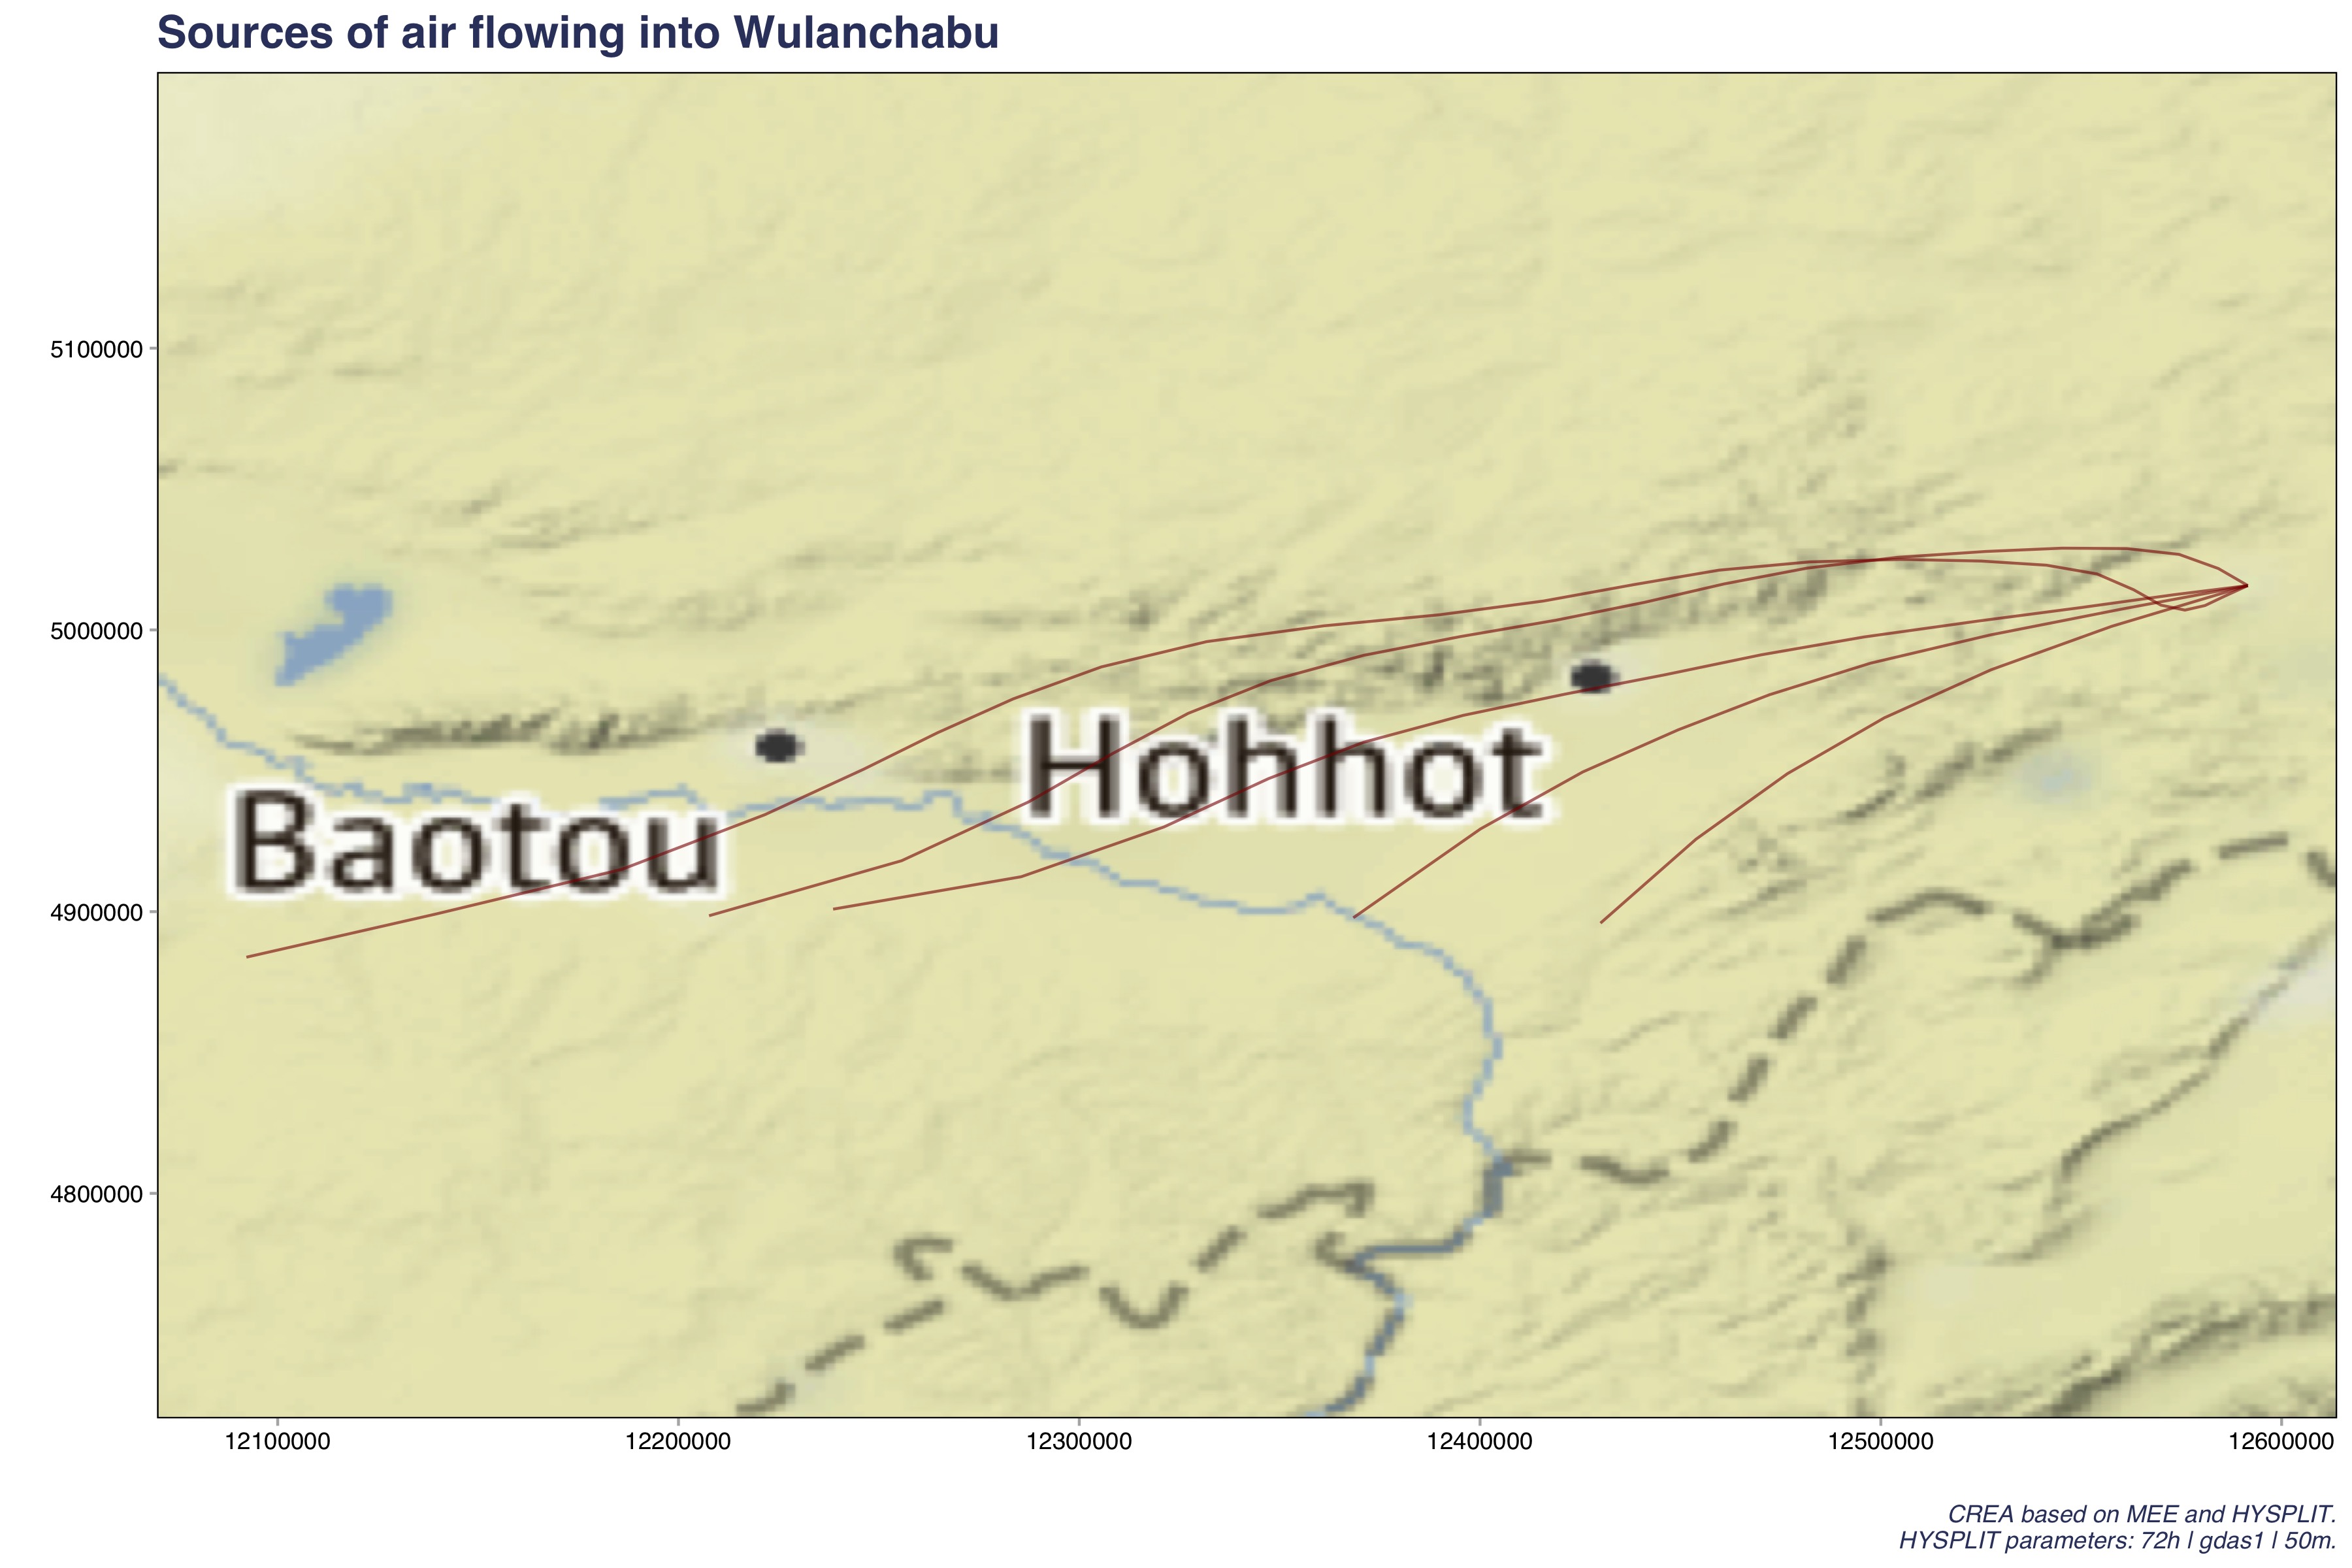 Sources of air flowing into Wulanchabu
5100000
5000000
4900000
4800000
Hohhot
Baotou
12100000 12200000 12300000 12400000 12500000 12600000
CREA based on MEE and HYSPLIT.
HYSPLIT parameters: 72h | gdas1 | 50m.